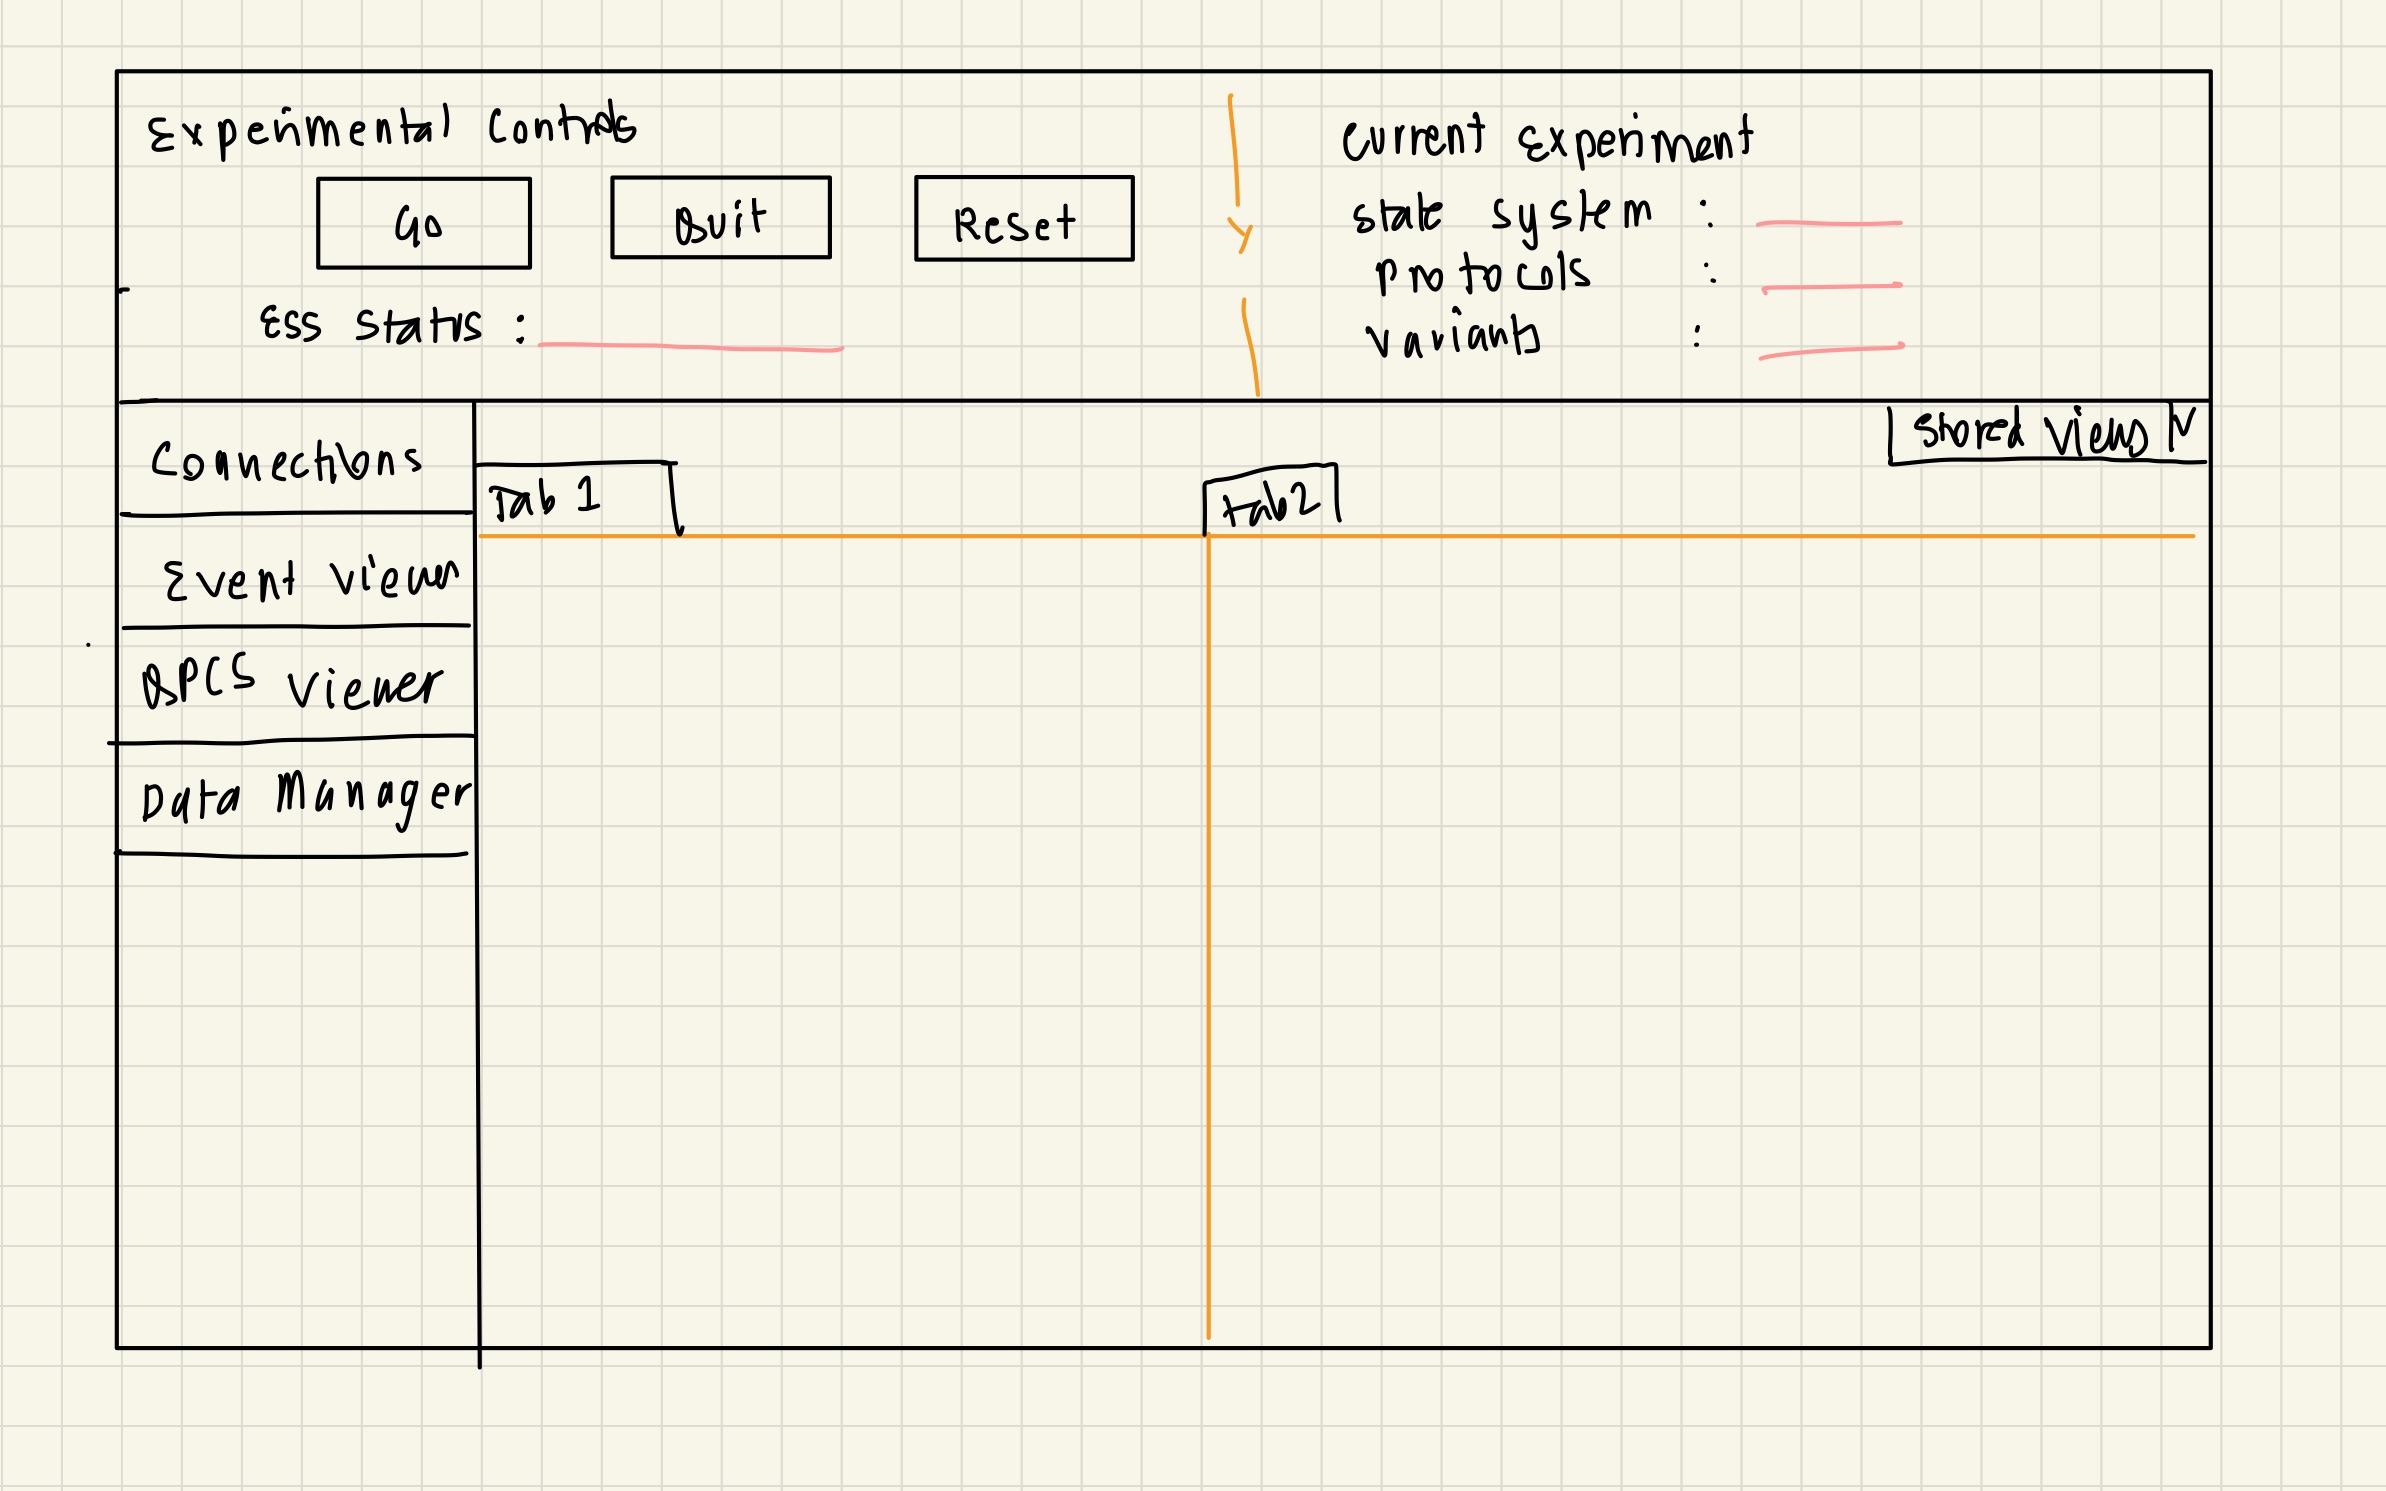 Experimental Controls
Go
Quit
Reset
Ess status :
Current Experiment
state system :
Protocols :
Variants :
Stored Views
Connections
Tab 1
tab2
Event viewer
QPCS Viewer
Data Manager